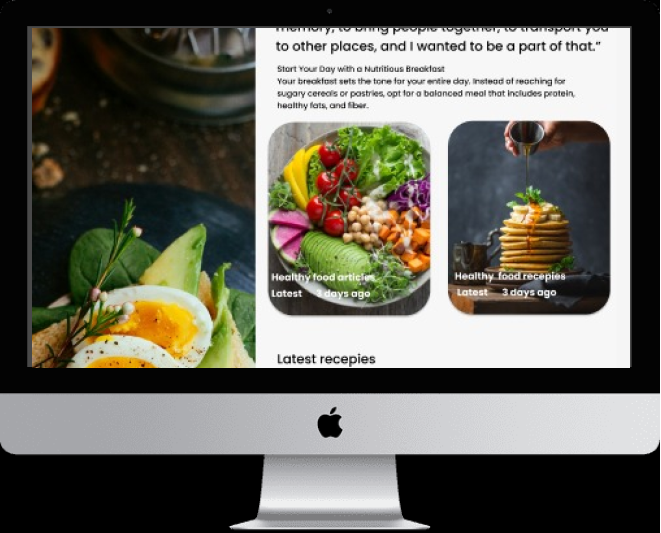 memory, to bring people together, to transport you
to other places, and I wanted to be a part of that.”
Start Your Day with a Nutritious Breakfast
Your breakfast sets the tone for your entire day. Instead of reaching for
sugary cereals or pastries, opt for a balanced meal that includes protein,
healthy fats, and fiber.
Healthy food articles
Latest 3 days ago
Healthy food recepies
Latest 3 days ago
Latest recepies